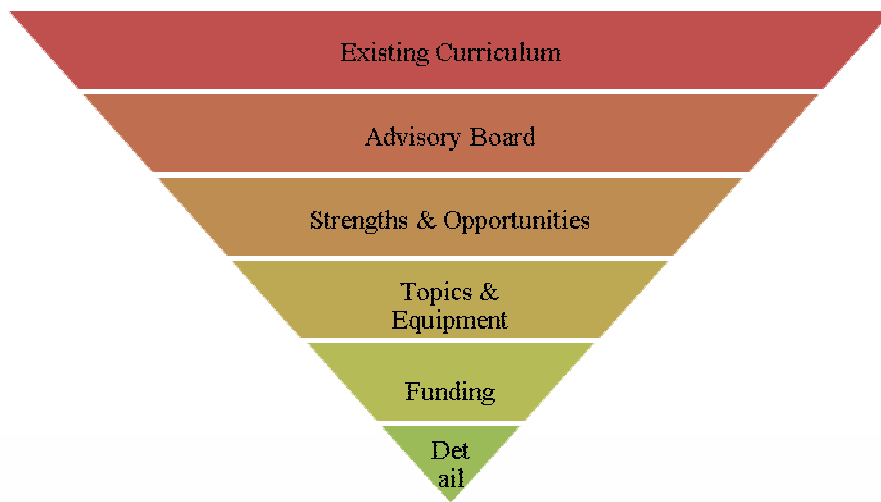 Existing Curriculum
Advisory Board
Strengths & Opportunities
Topics &
Equipment
Funding
Det
ail